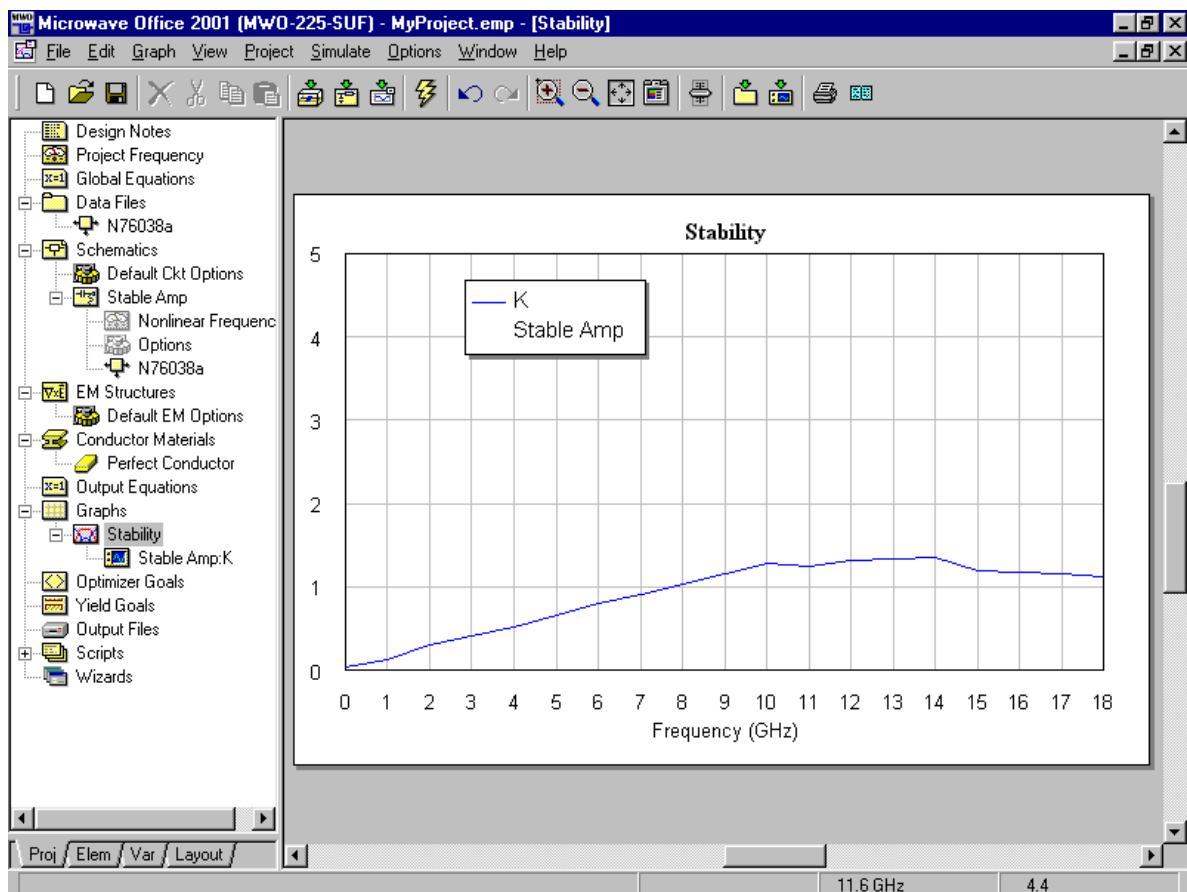 Microwave Office 2001 (MWO-225-SUF) - MyProject.emp - [Stability]
File Edit Graph View Project Simulate Options Window Help
Design Notes
Project Frequency
Global Equations
Data Files
N76038a
Schematics
Default Ckt Options
Stable Amp
Nonlinear Frequenc
Options
N76038a
EM Structures
Default EM Options
Conductor Materials
Perfect Conductor
Output Equations
Graphs
Stability
Stable Amp:K
Optimizer Goals
Yield Goals
Output Files
Scripts
Wizards
Proj Elem Var Layout
Stability
K
Stable Amp
5
4
3
2
1
0
0 1 2 3 4 5 6 7 8 9 10 11 12 13 14 15 16 17 18
Frequency (GHz)
11.6 GHz 4.4